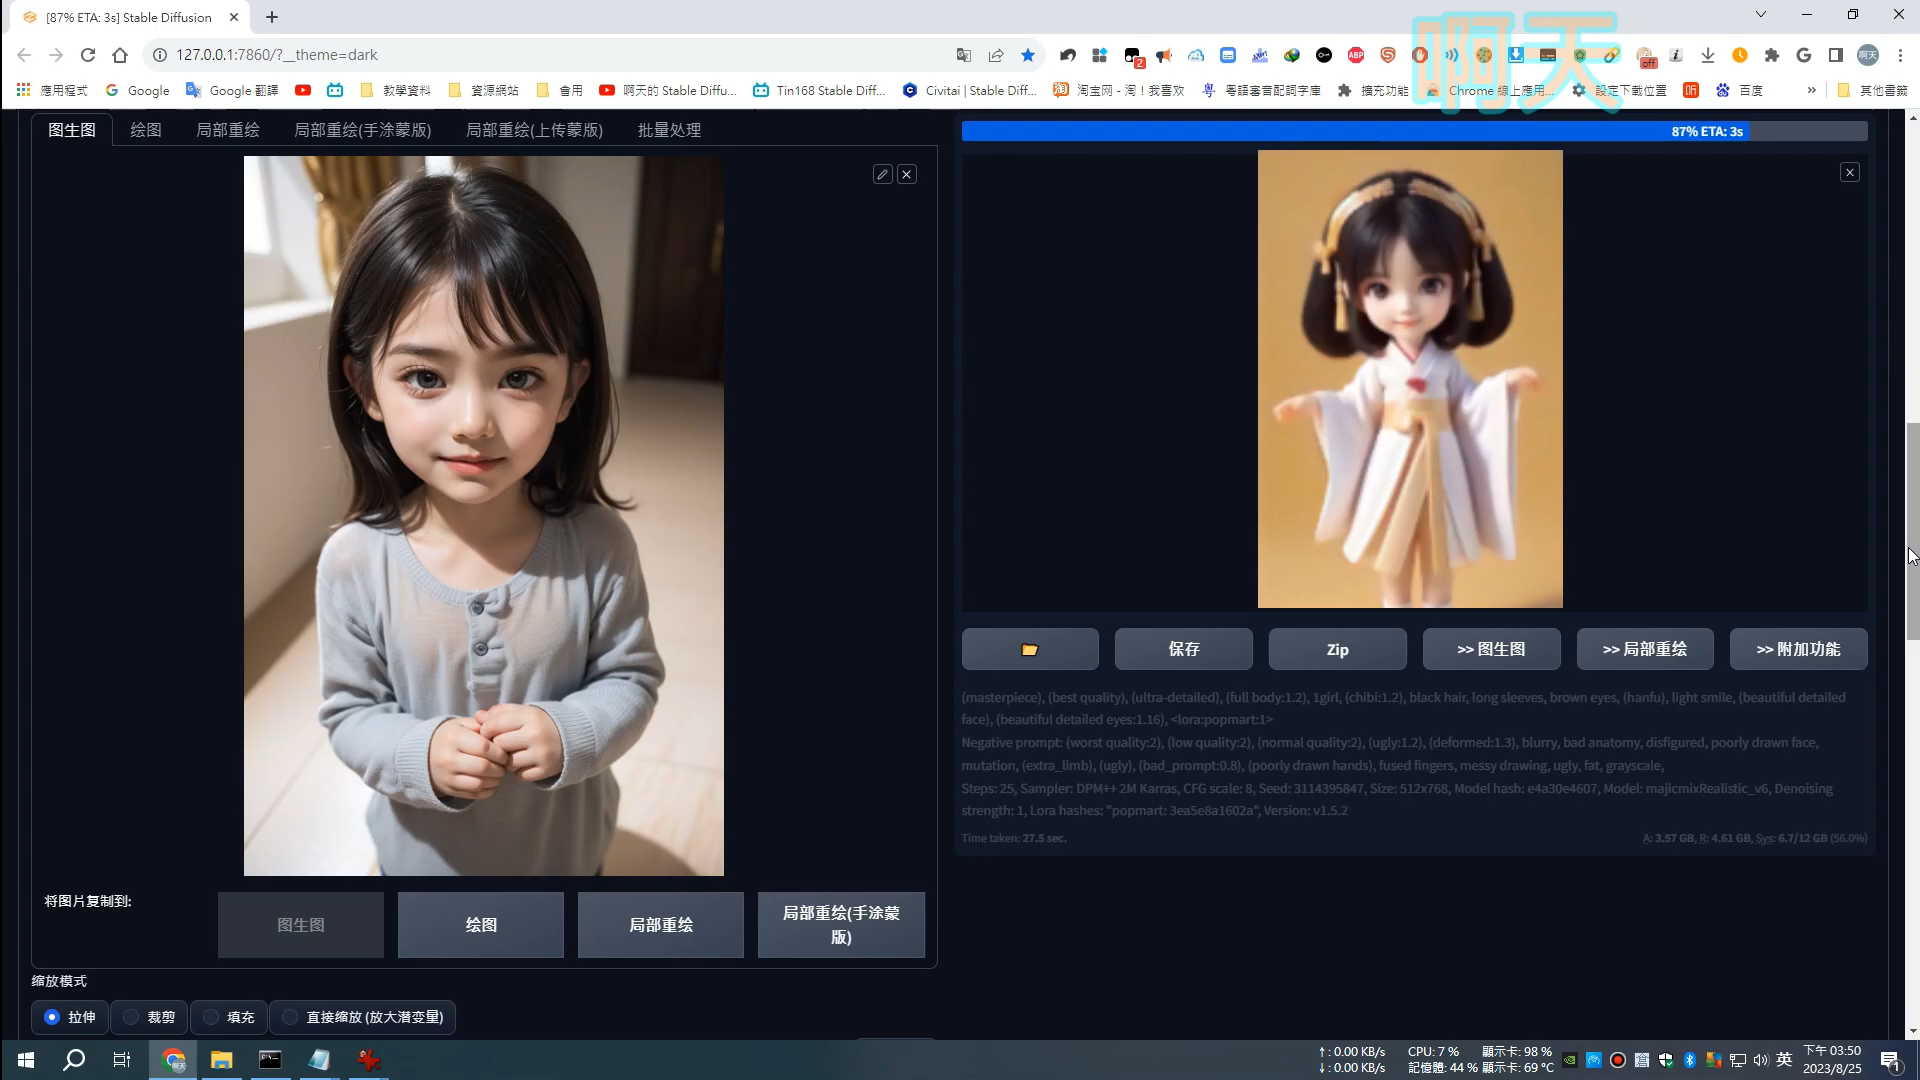 [87% ETA: 3s] Stable Diffusion
127.0.0.1:7860/?__theme=dark
啊天
應用程式 Google Google 翻譯 教學資料 資源網站 會用 啊天的 Stable Diffu... Tin168 Stable Diff... Civitai | Stable Diff... 淘宝网 - 淘！我喜欢 粵語審音配詞字庫 擴充功能 Chrome 線上應用... 設定下載位置 百度 » 其他書籤
图生图 绘图 局部重绘 局部重绘(手涂蒙版) 局部重绘(上传蒙版) 批量处理
87% ETA: 3s
保存 Zip >> 图生图 >> 局部重绘 >> 附加功能
(masterpiece), (best quality), (ultra-detailed), (full body:1.2), 1girl, (chibi:1.2), black hair, long sleeves, brown eyes, (hanfu), light smile, (beautiful detailed
face), (beautiful detailed eyes:1.16), <lora:popmart:1>
Negative prompt: (worst quality:2), (low quality:2), (normal quality:2), (ugly:1.2), (deformed:1.3), blurry, bad anatomy, disfigured, poorly drawn face,
mutation, (extra_limb), (ugly), (bad_prompt:0.8), (poorly drawn hands), fused fingers, messy drawing, ugly, fat, grayscale,
Steps: 25, Sampler: DPM++ 2M Karras, CFG scale: 8, Seed: 3114395847, Size: 512x768, Model hash: e4a30e4607, Model: majicmixRealistic_v6, Denoising
strength: 1, Lora hashes: "popmart: 3ea5e8a1602a", Version: v1.5.2
Time taken: 27.5 sec. A: 3.57 GB, R: 4.61 GB, Sys: 6.7/12 GB (56.0%)
将图片复制到:
图生图 绘图 局部重绘 局部重绘(手涂蒙
版)
缩放模式
拉伸 裁剪 填充 直接缩放 (放大潜变量)
↑: 0.00 KB/s CPU: 7 % 顯示卡: 98 % 英 下午 03:50
↓: 0.00 KB/s 記憶體: 44 % 顯示卡: 69 °C 2023/8/25